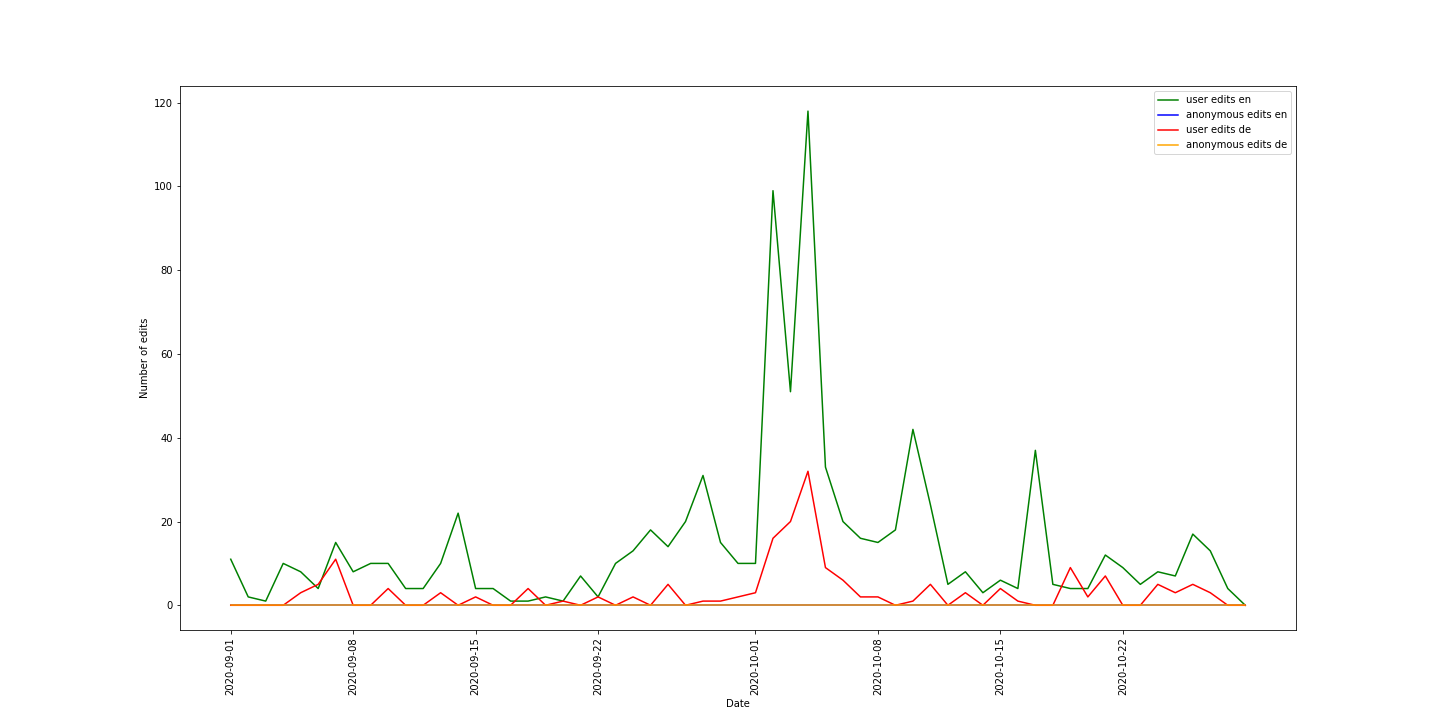 user edits en
anonymous edits en
user edits de
anonymous edits de
120
100
80
60
40
20
0
Number of edits
2020-09-01
2020-09-08
2020-09-15
2020-09-22
2020-10-01
2020-10-08
2020-10-15
2020-10-22
Date